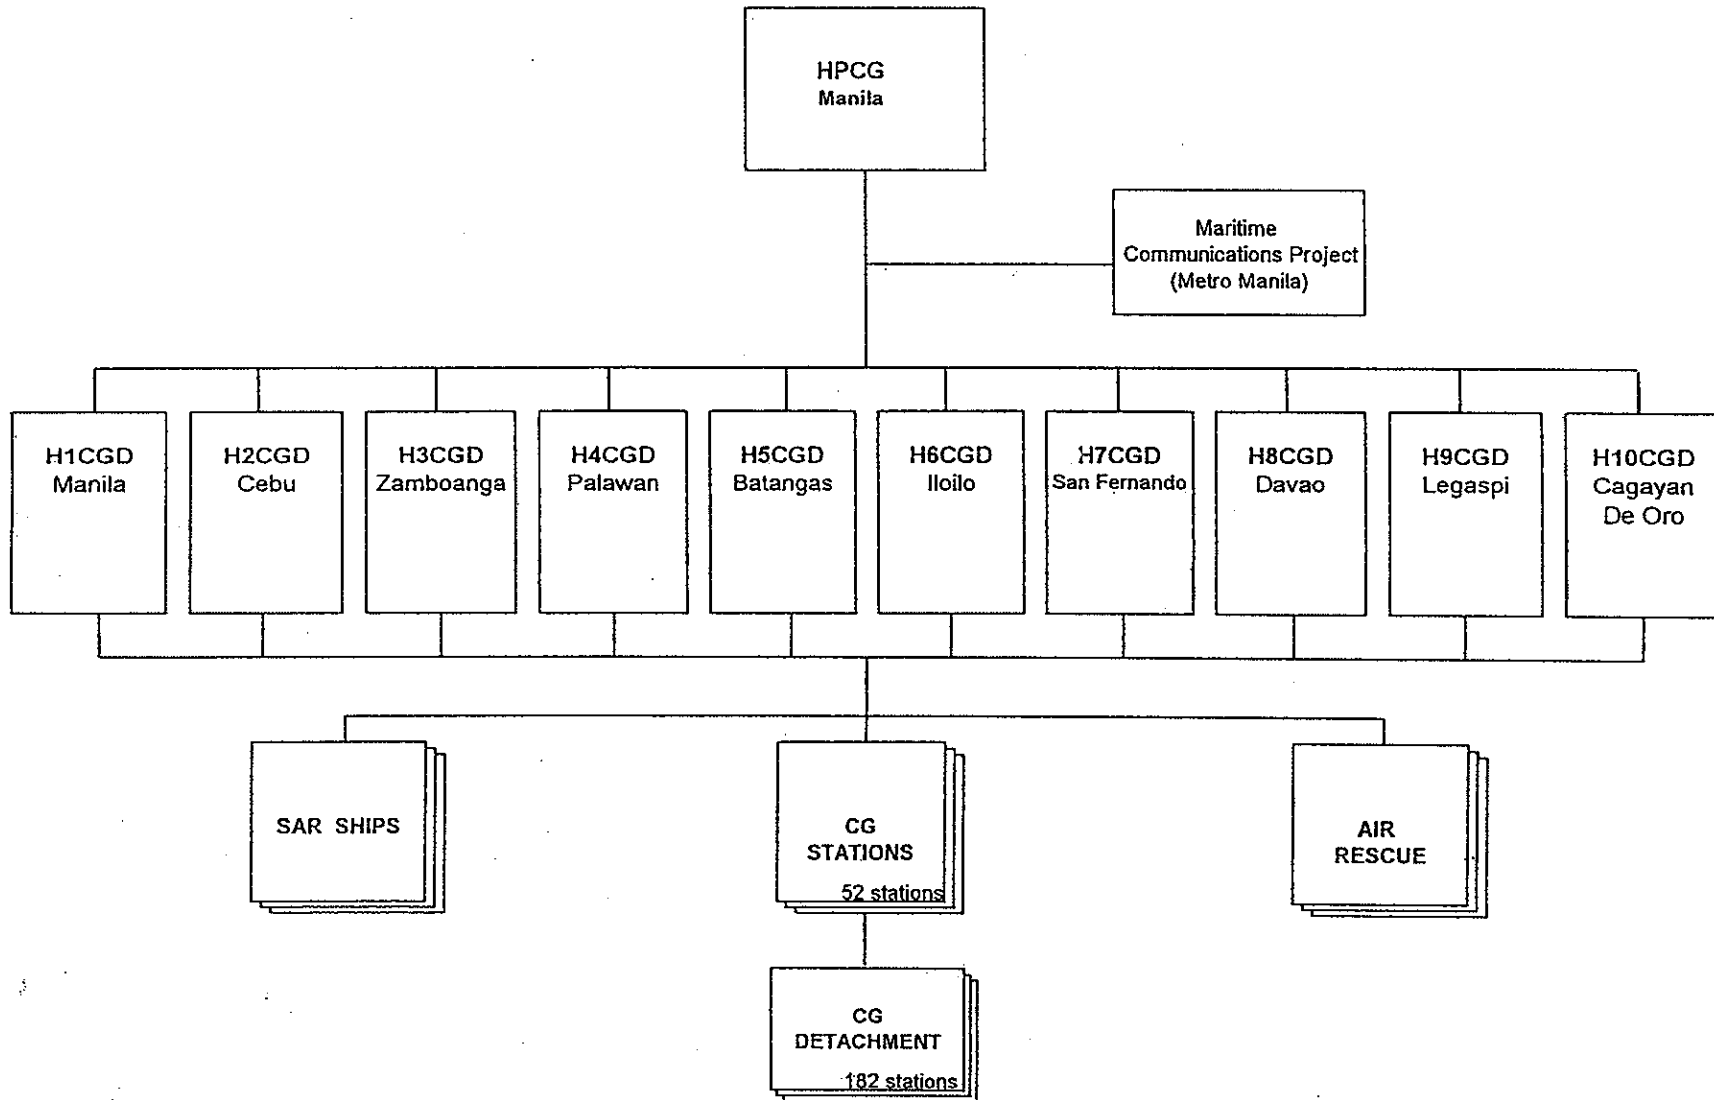 HPCG
Manila
Maritime
Communications Project
(Metro Manila)
H1CGD
Manila
H2CGD
Cebu
H3CGD
Zamboanga
H4CGD
Palawan
H5CGD
Batangas
H6CGD
Iloilo
H7CGD
San Fernando
H8CGD
Davao
H9CGD
Legaspi
H10CGD
Cagayan
De Oro
SAR SHIPS
CG
STATIONS
52 stations
AIR
RESCUE
CG
DETACHMENT
182 stations